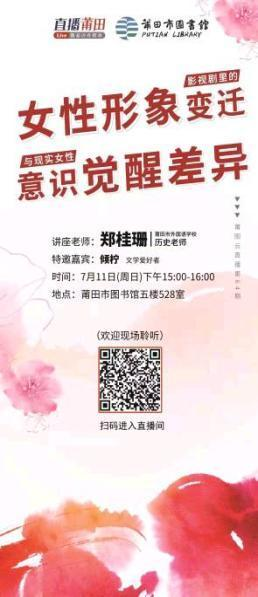 直播莆田
Live
莆田市图书馆
PUTIAN LIBRARY
影视剧里的
女性形象变迁
与现实女性
意识觉醒差异
讲座老师：郑桂珊 莆田市外国语学校 历史老师
特邀嘉宾：倾柠 文学爱好者
时间：7月11日(周日)下午15:00-16:00
地点：莆田市图书馆五楼528室
（欢迎现场聆听）
扫码进入直播间